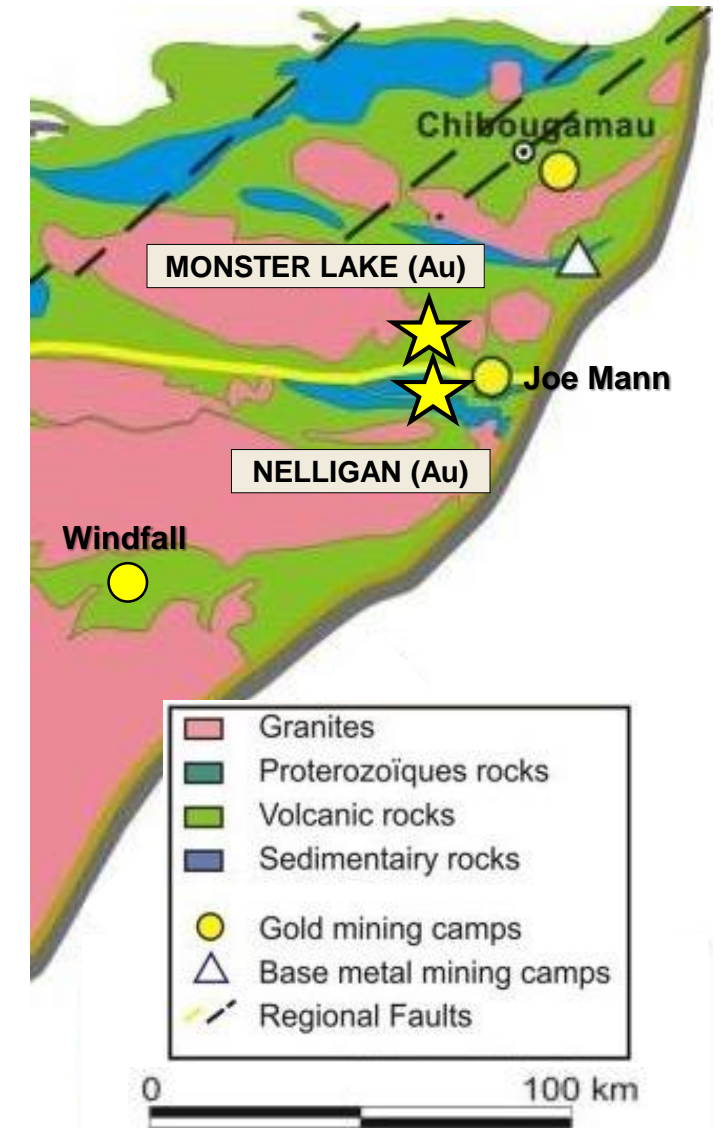 Chibougamau
MONSTER LAKE (Au)
Joe Mann
NELLIGAN (Au)
Windfall
Granites
Proterozoïques rocks
Volcanic rocks
Sedimentairy rocks
Gold mining camps
Base metal mining camps
Regional Faults
0 100 km